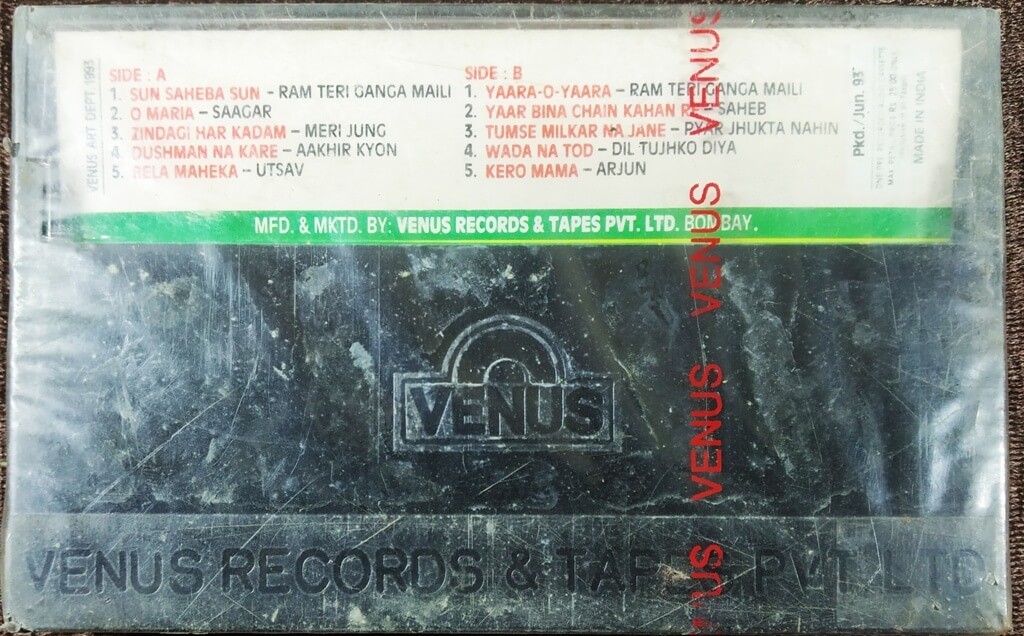 VENUS ART DEPT. 1993
SIDE : A
1. SUN SAHEBA SUN – RAM TERI GANGA MAILI
2. O MARIA – SAAGAR
3. ZINDAGI HAR KADAM – MERI JUNG
4. DUSHMAN NA KARE – AAKHIR KYON
5. BELA MAHEKA – UTSAV
SIDE : B
1. YAARA-O-YAARA – RAM TERI GANGA MAILI
2. YAAR BINA CHAIN KAHAN RE – SAHEB
3. TUMSE MILKAR NA JANE – PYAR JHUKTA NAHIN
4. WADA NA TOD – DIL TUJHKO DIYA
5. KERO MAMA – ARJUN
Pkd./Jun. 93
MADE IN INDIA
MFD. & MKTD. BY: VENUS RECORDS & TAPES PVT. LTD. BOMBAY.
VENUS VENUS VENUS VENUS
VENUS
VENUS RECORDS & TAPES PVT LTD